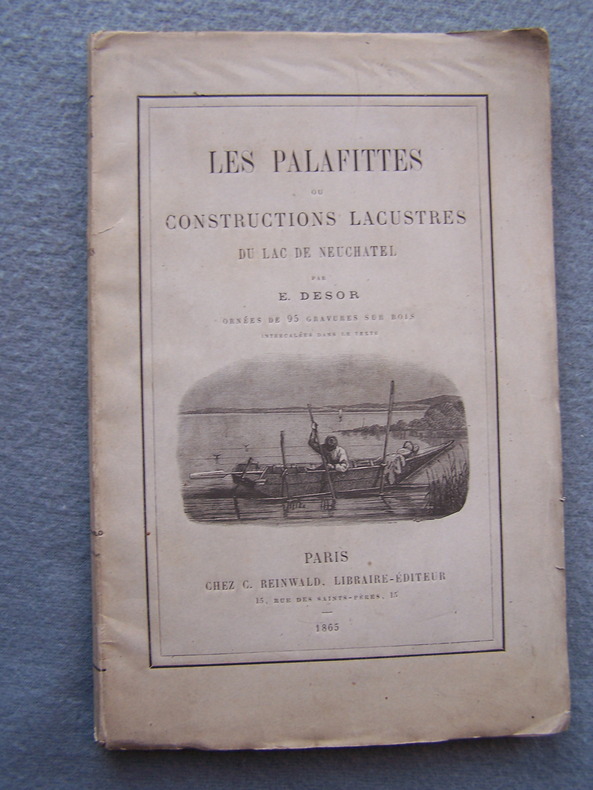 LES PALAFITTES
OU
CONSTRUCTIONS LACUSTRES
DU LAC DE NEUCHATEL
PAR
E. DESOR
ORNÉES DE 95 GRAVURES SUR BOIS
INTERCALÉES DANS LE TEXTE
PARIS
CHEZ C. REINWALD, LIBRAIRE-ÉDITEUR
15, RUE DES SAINTS-PÈRES, 15
1865